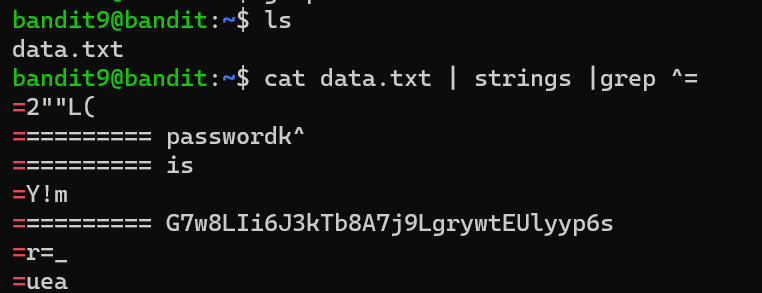 bandit9@bandit:~$ ls
data.txt
bandit9@bandit:~$ cat data.txt | strings |grep ^=
=2""L(
========== passwordk^
========== is
=Y!m
========== G7w8LIi6J3kTb8A7j9LgrywtEUlyyp6s
=r=_
=uea